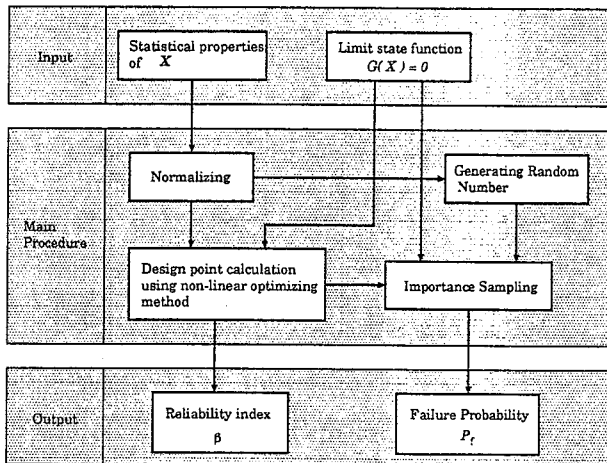 Input
Statistical properties
of X
Limit state function
G(X) = 0
Main
Procedure
Normalizing
Generating Random
Number
Design point calculation
using non-linear optimizing
method
Importance Sampling
Output
Reliability index
β
Failure Probability
P_f